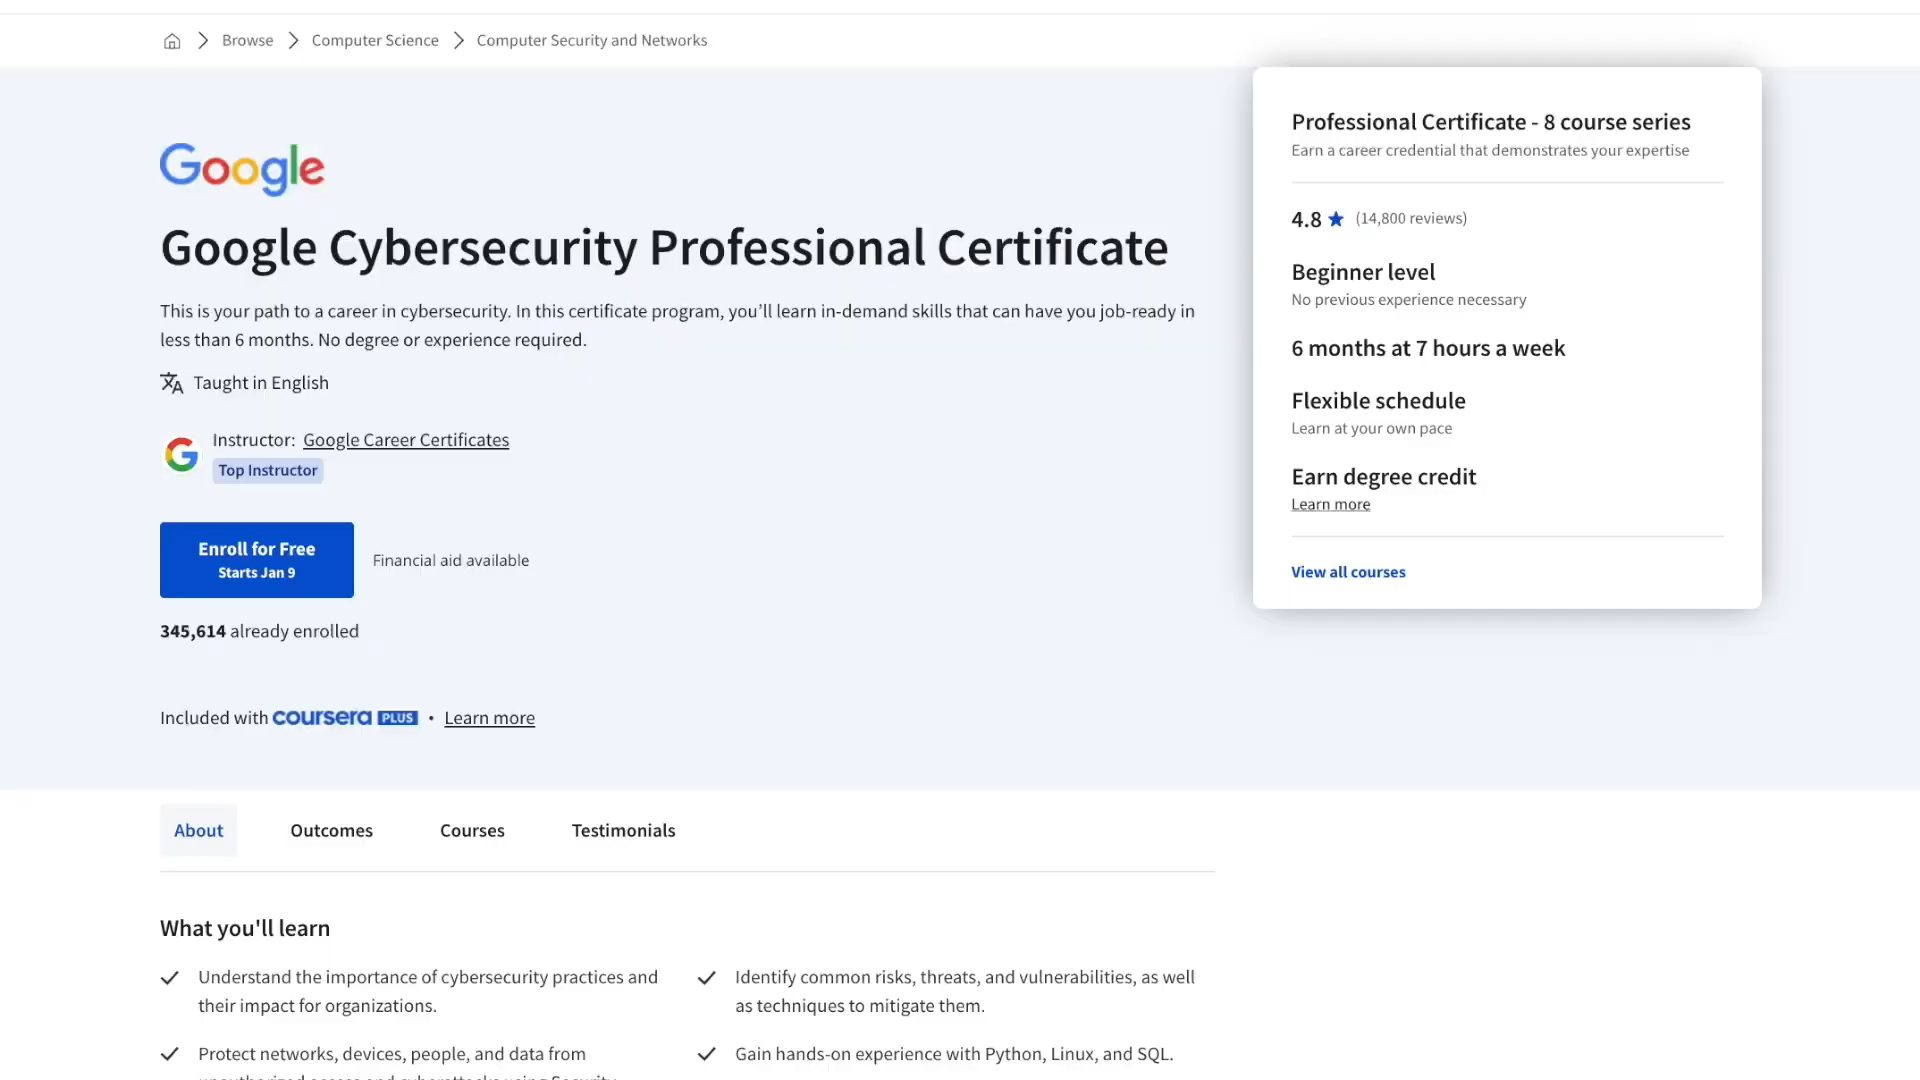 Browse
Computer Science
Computer Security and Networks
Google
Google Cybersecurity Professional Certificate
This is your path to a career in cybersecurity. In this certificate program, you’ll learn in-demand skills that can have you job-ready in
less than 6 months. No degree or experience required.
Taught in English
Instructor: Google Career Certificates
Top Instructor
Enroll for Free
Starts Jan 9
Financial aid available
345,614 already enrolled
Included with coursera PLUS • Learn more
Professional Certificate - 8 course series
Earn a career credential that demonstrates your expertise
4.8 ★ (14,800 reviews)
Beginner level
No previous experience necessary
6 months at 7 hours a week
Flexible schedule
Learn at your own pace
Earn degree credit
Learn more
View all courses
About
Outcomes
Courses
Testimonials
What you'll learn
Understand the importance of cybersecurity practices and
their impact for organizations.
Identify common risks, threats, and vulnerabilities, as well
as techniques to mitigate them.
Protect networks, devices, people, and data from
Gain hands-on experience with Python, Linux, and SQL.